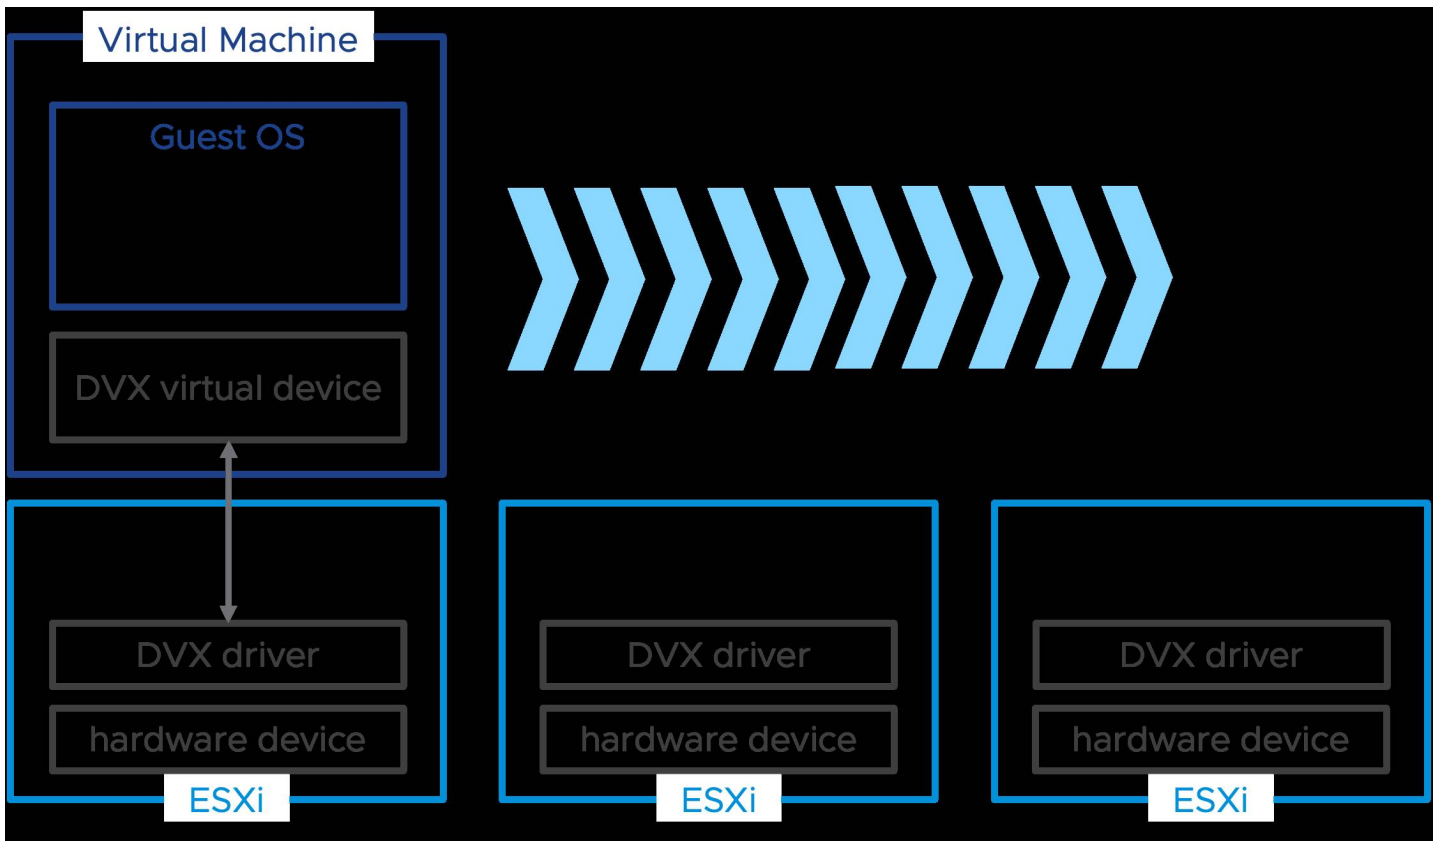 Virtual Machine
Guest OS
DVX virtual device
DVX driver
hardware device
ESXi
DVX driver
hardware device
ESXi
DVX driver
hardware device
ESXi